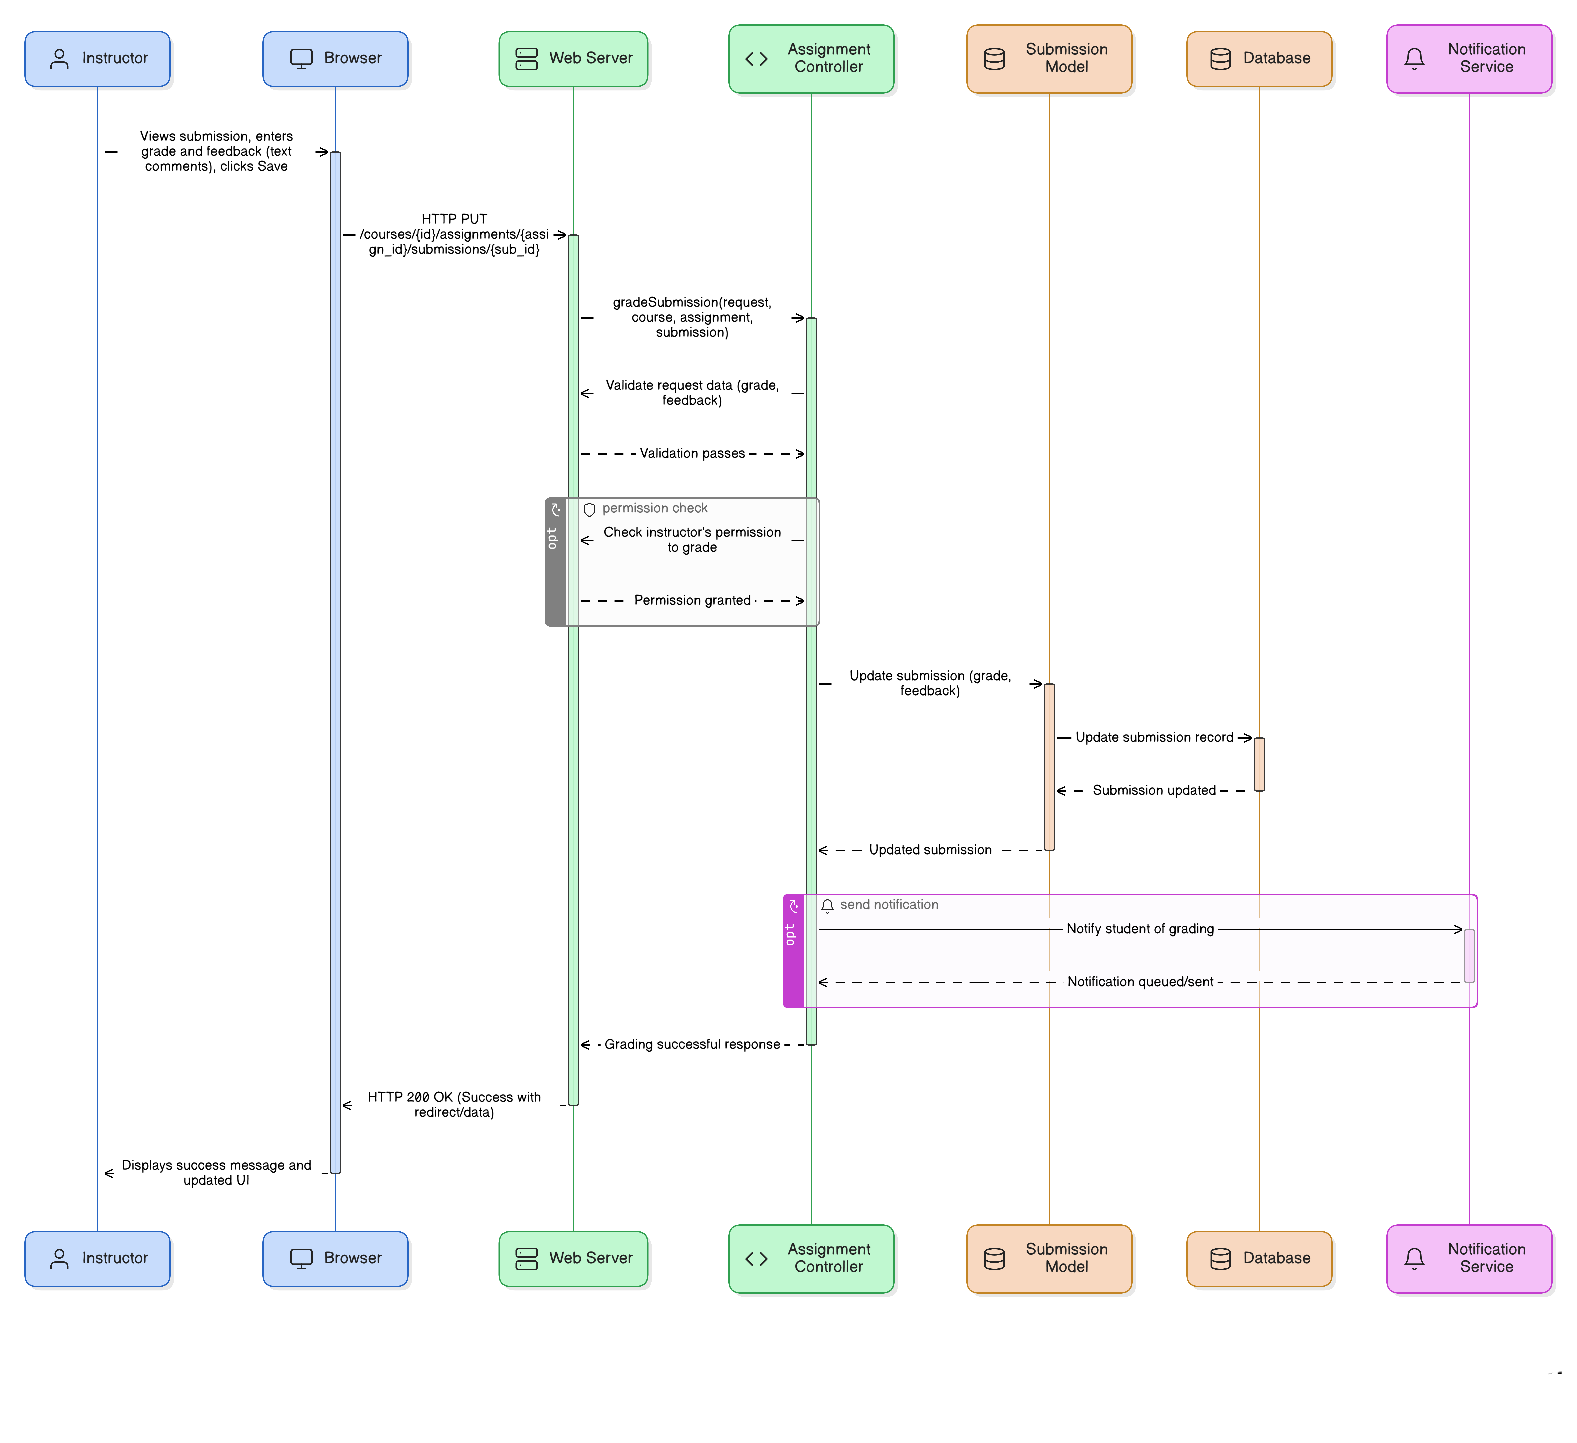 Instructor
Browser
Web Server
Assignment
Controller
Submission
Model
Database
Notification
Service
Views submission, enters
grade and feedback (text
comments), clicks Save
HTTP PUT
/courses/{id}/assignments/{assi
gn_id}/submissions/{sub_id}
gradeSubmission(request,
course, assignment,
submission)
Validate request data (grade,
feedback)
Validation passes
opt
permission check
Check instructor's permission
to grade
Permission granted
Update submission (grade,
feedback)
Update submission record
Submission updated
Updated submission
opt
send notification
Notify student of grading
Notification queued/sent
Grading successful response
HTTP 200 OK (Success with
redirect/data)
Displays success message and
updated UI
Instructor
Browser
Web Server
Assignment
Controller
Submission
Model
Database
Notification
Service